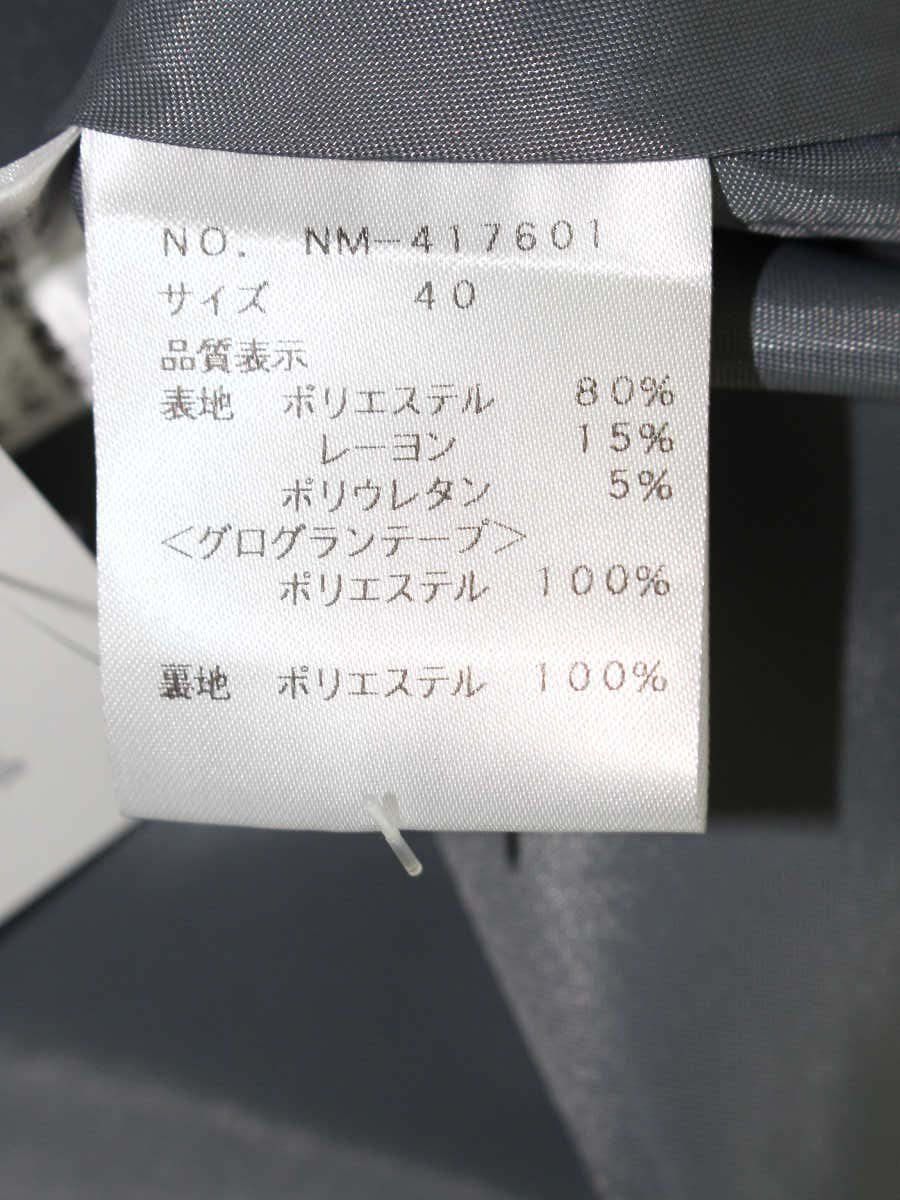 NO. NM-417601
サイズ 40
品質表示
表地 ポリエステル 80%
レーヨン 15%
ポリウレタン 5%
<グログランテープ>
ポリエステル 100%
裏地 ポリエステル 100%